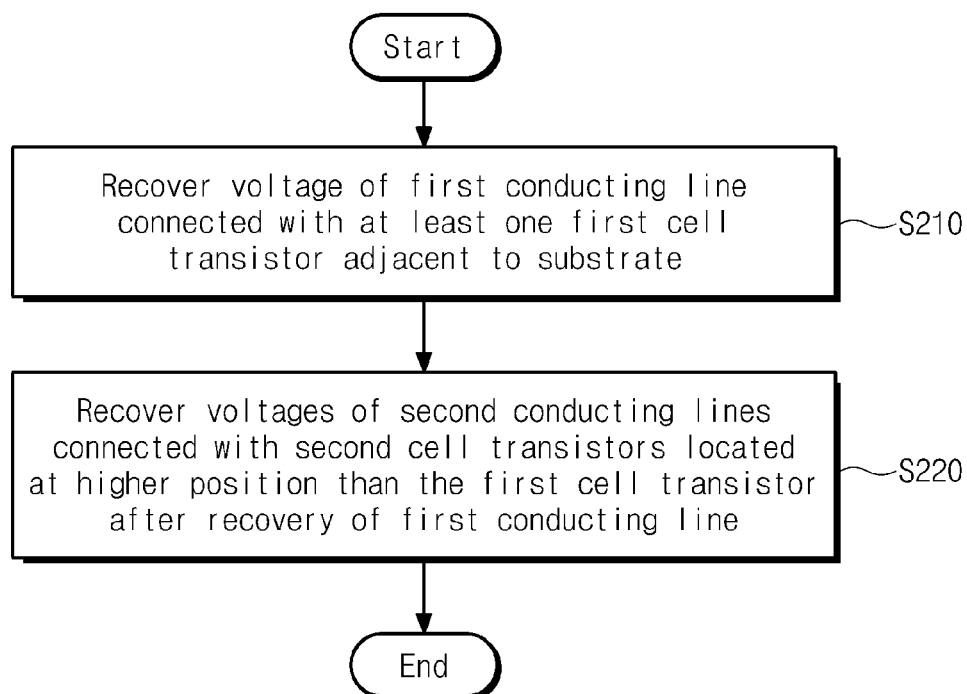 Start
Recover voltage of first conducting line
connected with at least one first cell
transistor adjacent to substrate
S210
Recover voltages of second conducting lines
connected with second cell transistors located
at higher position than the first cell transistor
after recovery of first conducting line
S220
End